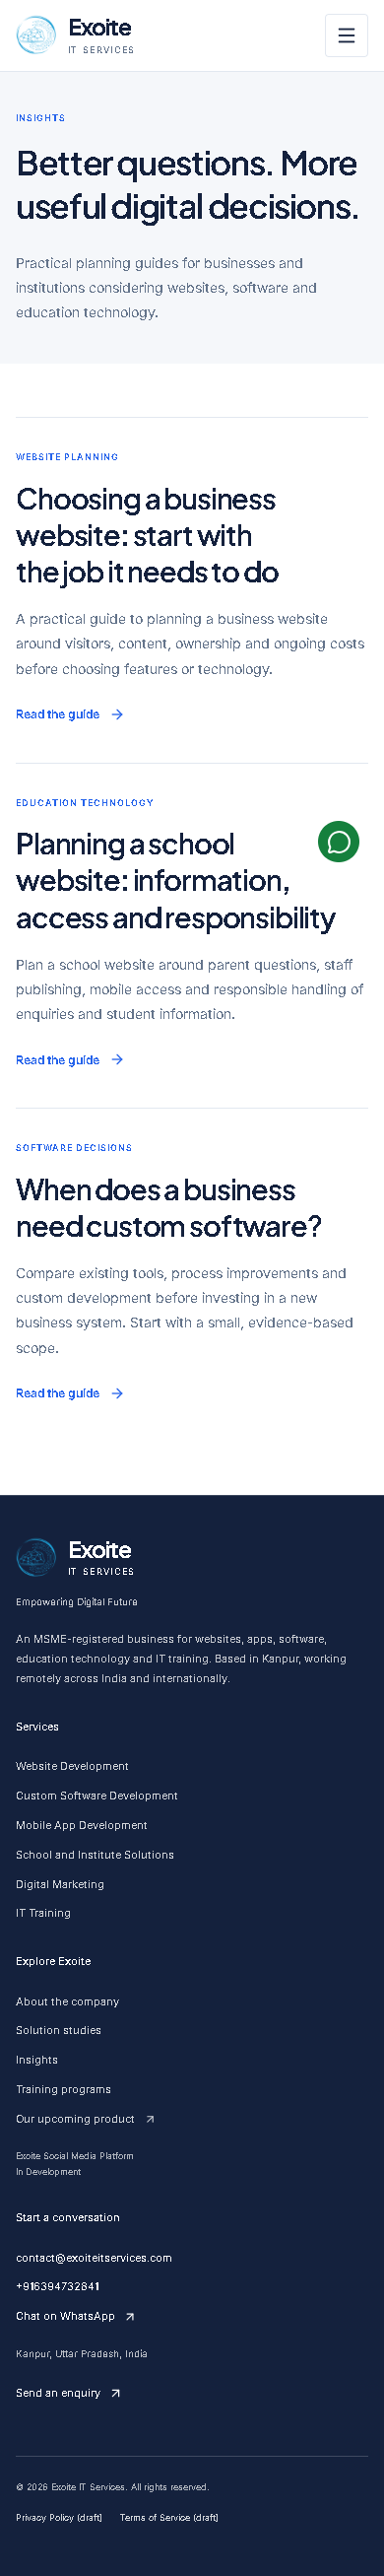 Exoite
IT SERVICES
INSIGHTS
Better questions. More
useful digital decisions.
Practical planning guides for businesses and
institutions considering websites, software and
education technology.
WEBSITE PLANNING
Choosing a business
website: start with
the job it needs to do
A practical guide to planning a business website
around visitors, content, ownership and ongoing costs
before choosing features or technology.
Read the guide →
EDUCATION TECHNOLOGY
Planning a school
website: information,
access and responsibility
Plan a school website around parent questions, staff
publishing, mobile access and responsible handling of
enquiries and student information.
Read the guide →
SOFTWARE DECISIONS
When does a business
need custom software?
Compare existing tools, process improvements and
custom development before investing in a new
business system. Start with a small, evidence-based
scope.
Read the guide →
Exoite
IT SERVICES
Empowering Digital Future
An MSME-registered business for websites, apps, software,
education technology and IT training. Based in Kanpur, working
remotely across India and internationally.
Services
Website Development
Custom Software Development
Mobile App Development
School and Institute Solutions
Digital Marketing
IT Training
Explore Exoite
About the company
Solution studies
Insights
Training programs
Our upcoming product ↗
Exoite Social Media Platform
In Development
Start a conversation
contact@exoiteitservices.com
+916394732841
Chat on WhatsApp ↗
Kanpur, Uttar Pradesh, India
Send an enquiry ↗
© 2026 Exoite IT Services. All rights reserved.
Privacy Policy (draft) Terms of Service (draft)